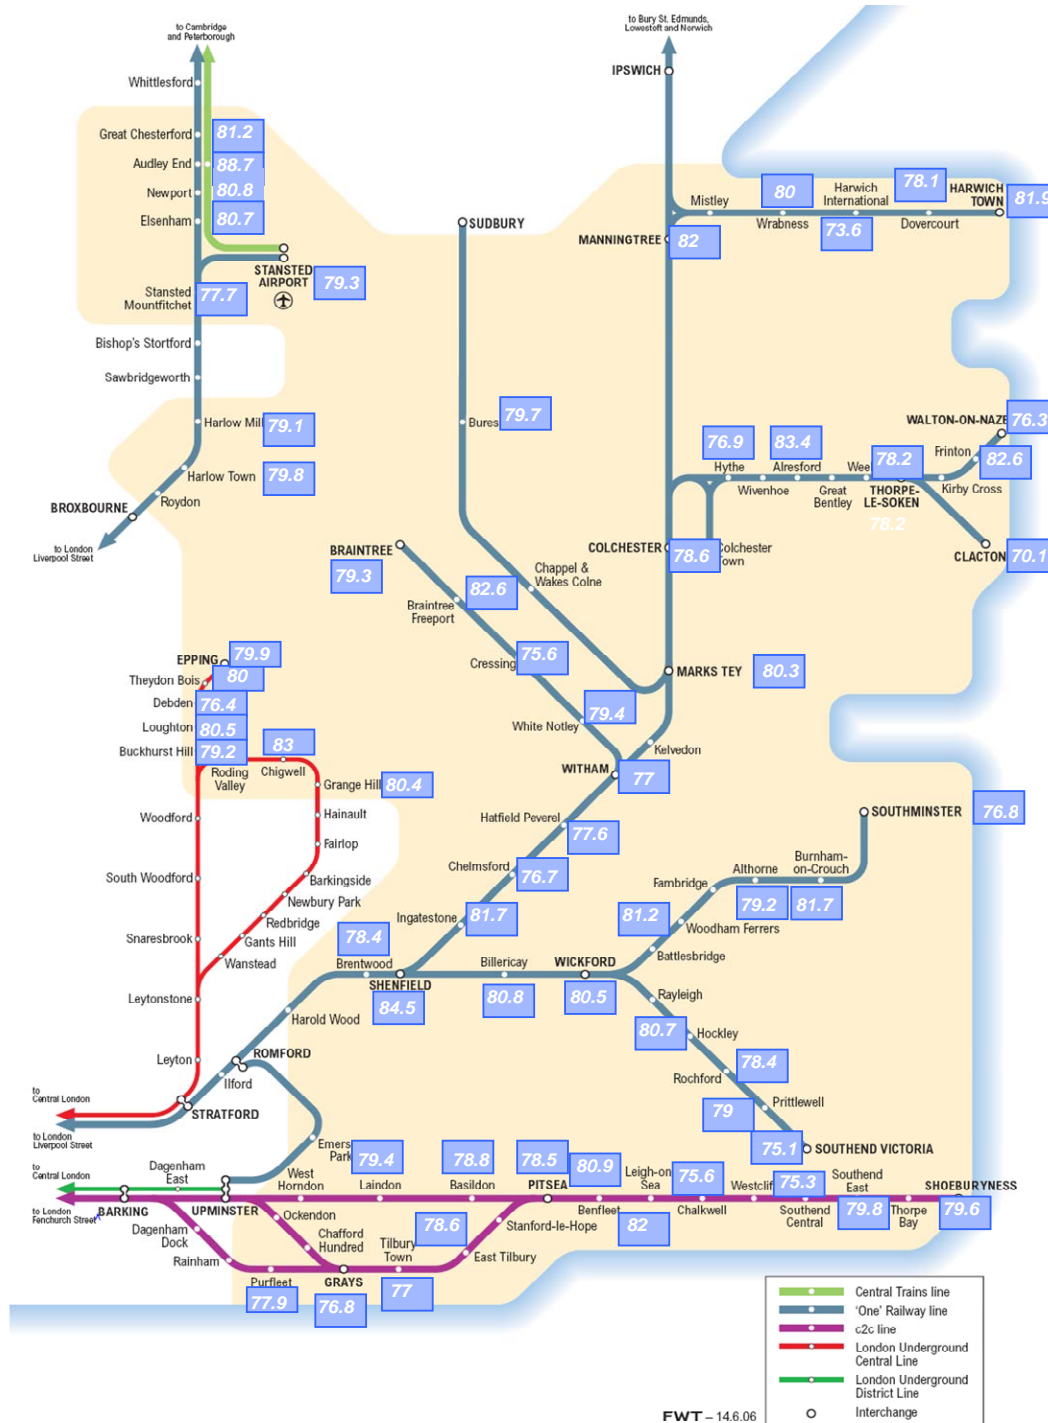 to Cambridge
and Peterborough
to Bury St. Edmunds,
Lowestoft and Norwich
IPSWICH
Whittlesford
Great Chesterford
81.2
Audley End
88.7
Newport
80.8
Elsenham
80.7
STANSTED
AIRPORT
79.3
Stansted
Mountfitchet
77.7
Bishop's Stortford
Sawbridgeworth
Harlow Mill
79.1
Harlow Town
79.8
Roydon
BROXBOURNE
to London
Liverpool Street
SUDBURY
Bures
79.7
Chappel &
Wakes Colne
MANNINGTREE
82
Mistley
80
Wrabness
Harwich
International
73.6
78.1
Dovercourt
HARWICH
TOWN
81.9
WALTON-ON-NAZE
76.3
Frinton
82.6
Kirby Cross
76.9
Hythe
Wivenhoe
83.4
Alresford
Great
Bentley
Wee
78.2
THORPE-
LE-SOKEN
78.2
CLACTON
70.1
COLCHESTER
78.6
Colchester
Town
BRAINTREE
79.3
Braintree
Freeport
82.6
Cressing
75.6
White Notley
79.4
MARKS TEY
80.3
Kelvedon
WITHAM
77
Hatfield Peverel
77.6
Chelmsford
76.7
Ingatestone
81.7
EPPING
79.9
Theydon Bois
80
Debden
76.4
Loughton
80.5
Buckhurst Hill
79.2
Roding
Valley
83
Chigwell
Grange Hill
80.4
Hainault
Fairlop
Barkingside
Newbury Park
Redbridge
Gants Hill
Wanstead
Woodford
South Woodford
Snaresbrook
Leytonstone
Leyton
STRATFORD
to
Central London
to London
Liverpool Street
Ilford
ROMFORD
Harold Wood
78.4
Brentwood
SHENFIELD
84.5
Billericay
80.8
WICKFORD
80.5
SOUTHMINSTER
76.8
Burnham-
on-Crouch
81.7
Althorne
79.2
Fambridge
81.2
Woodham Ferrers
Battlesbridge
Rayleigh
80.7
Hockley
78.4
Rochford
79
Prittlewell
75.1
SOUTHEND VICTORIA
Emers
Park
to
Central London
to London
Fenchurch Street
BARKING
Dagenham
East
UPMINSTER
West
Horndon
79.4
Laindon
78.8
Basildon
78.5
PITSEA
80.9
Benfleet
82
Leigh-on
Sea
75.6
Chalkwell
Westcliff
75.3
Southend
Central
Southend
East
79.8
Thorpe
Bay
SHOEBURYNESS
79.6
Dagenham
Dock
Rainham
Purfleet
77.9
Ockendon
Chafford
Hundred
GRAYS
76.8
Tilbury
Town
77
78.6
East Tilbury
Stanford-le-Hope
Central Trains line
'One' Railway line
c2c line
London Underground
Central Line
London Underground
District Line
Interchange
FWT – 14.6.06